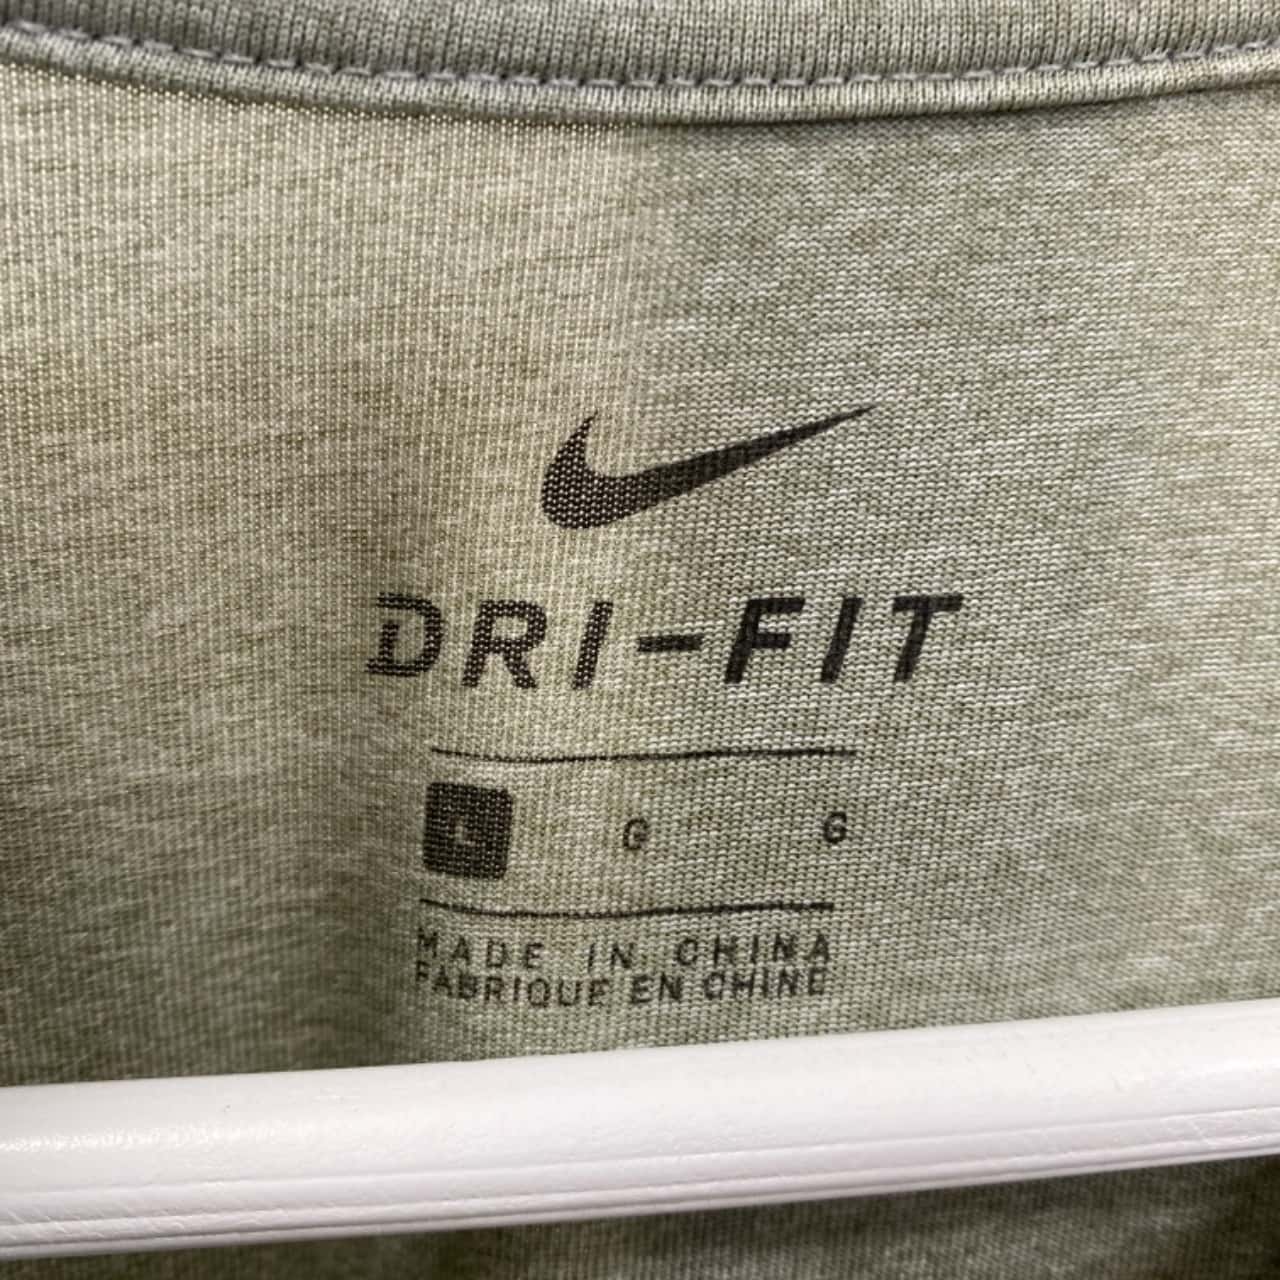 DRI-FIT
L G G
MADE IN CHINA
FABRIQUE EN CHINE